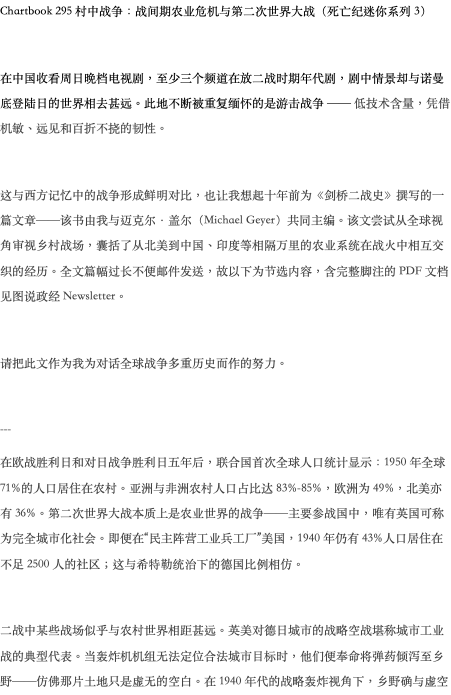 Chartbook 295 村中战争：战间期农业危机与第二次世界大战（死亡纪迷你系列 3）
在中国收看周日晚档电视剧，至少三个频道在放二战时期年代剧，剧中情景却与诺曼
底登陆日的世界相去甚远。此地不断被重复缅怀的是游击战争 —— 低技术含量，凭借
机敏、远见和百折不挠的韧性。
这与西方记忆中的战争形成鲜明对比，也让我想起十年前为《剑桥二战史》撰写的一
篇文章——该书由我与迈克尔 · 盖尔（Michael Geyer）共同主编。该文尝试从全球视
角审视乡村战场，囊括了从北美到中国、印度等相隔万里的农业系统在战火中相互交
织的经历。全文篇幅过长不便邮件发送，故以下为节选内容，含完整脚注的 PDF 文档
见图说政经 Newsletter。
请把此文作为我为对话全球战争多重历史而作的努力。
---
在欧战胜利日和对日战争胜利日五年后，联合国首次全球人口统计显示：1950 年全球
71%的人口居住在农村。亚洲与非洲农村人口占比达 83%-85%，欧洲为 49%，北美亦
有 36%。第二次世界大战本质上是农业世界的战争——主要参战国中，唯有英国可称
为完全城市化社会。即便在“民主阵营工业兵工厂”美国，1940 年仍有 43%人口居住在
不足 2500 人的社区；这与希特勒统治下的德国比例相仿。
二战中某些战场似乎与农村世界相距甚远。英美对德日城市的战略空战堪称城市工业
战的典型代表。当轰炸机机组无法定位合法城市目标时，他们便奉命将弹药倾泻至乡
野——仿佛那片土地只是虚无的空白。在 1940 年代的战略轰炸视角下，乡野确与虚空